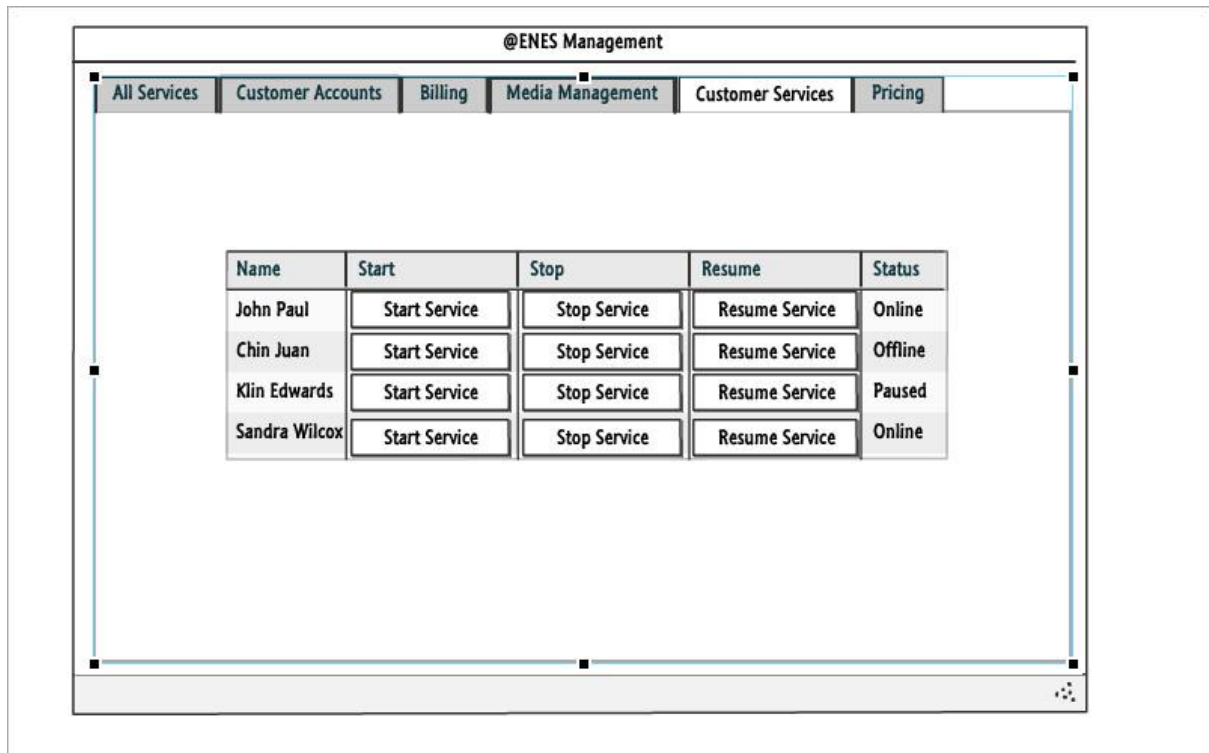 @ENES Management
All Services Customer Accounts Billing Media Management Customer Services Pricing
Name Start Stop Resume Status
John Paul Start Service Stop Service Resume Service Online
Chin Juan Start Service Stop Service Resume Service Offline
Klin Edwards Start Service Stop Service Resume Service Paused
Sandra Wilcox Start Service Stop Service Resume Service Online